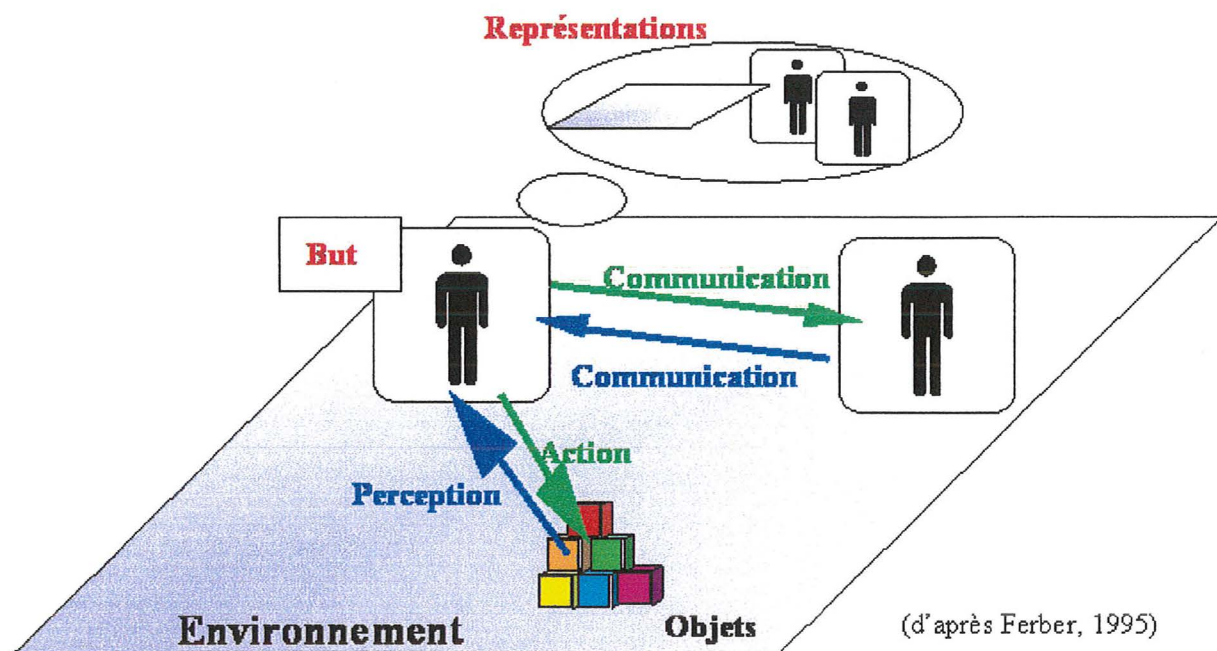 Représentations
But
Communication
Communication
Action
Perception
Environnement
Objets
(d'après Ferber, 1995)